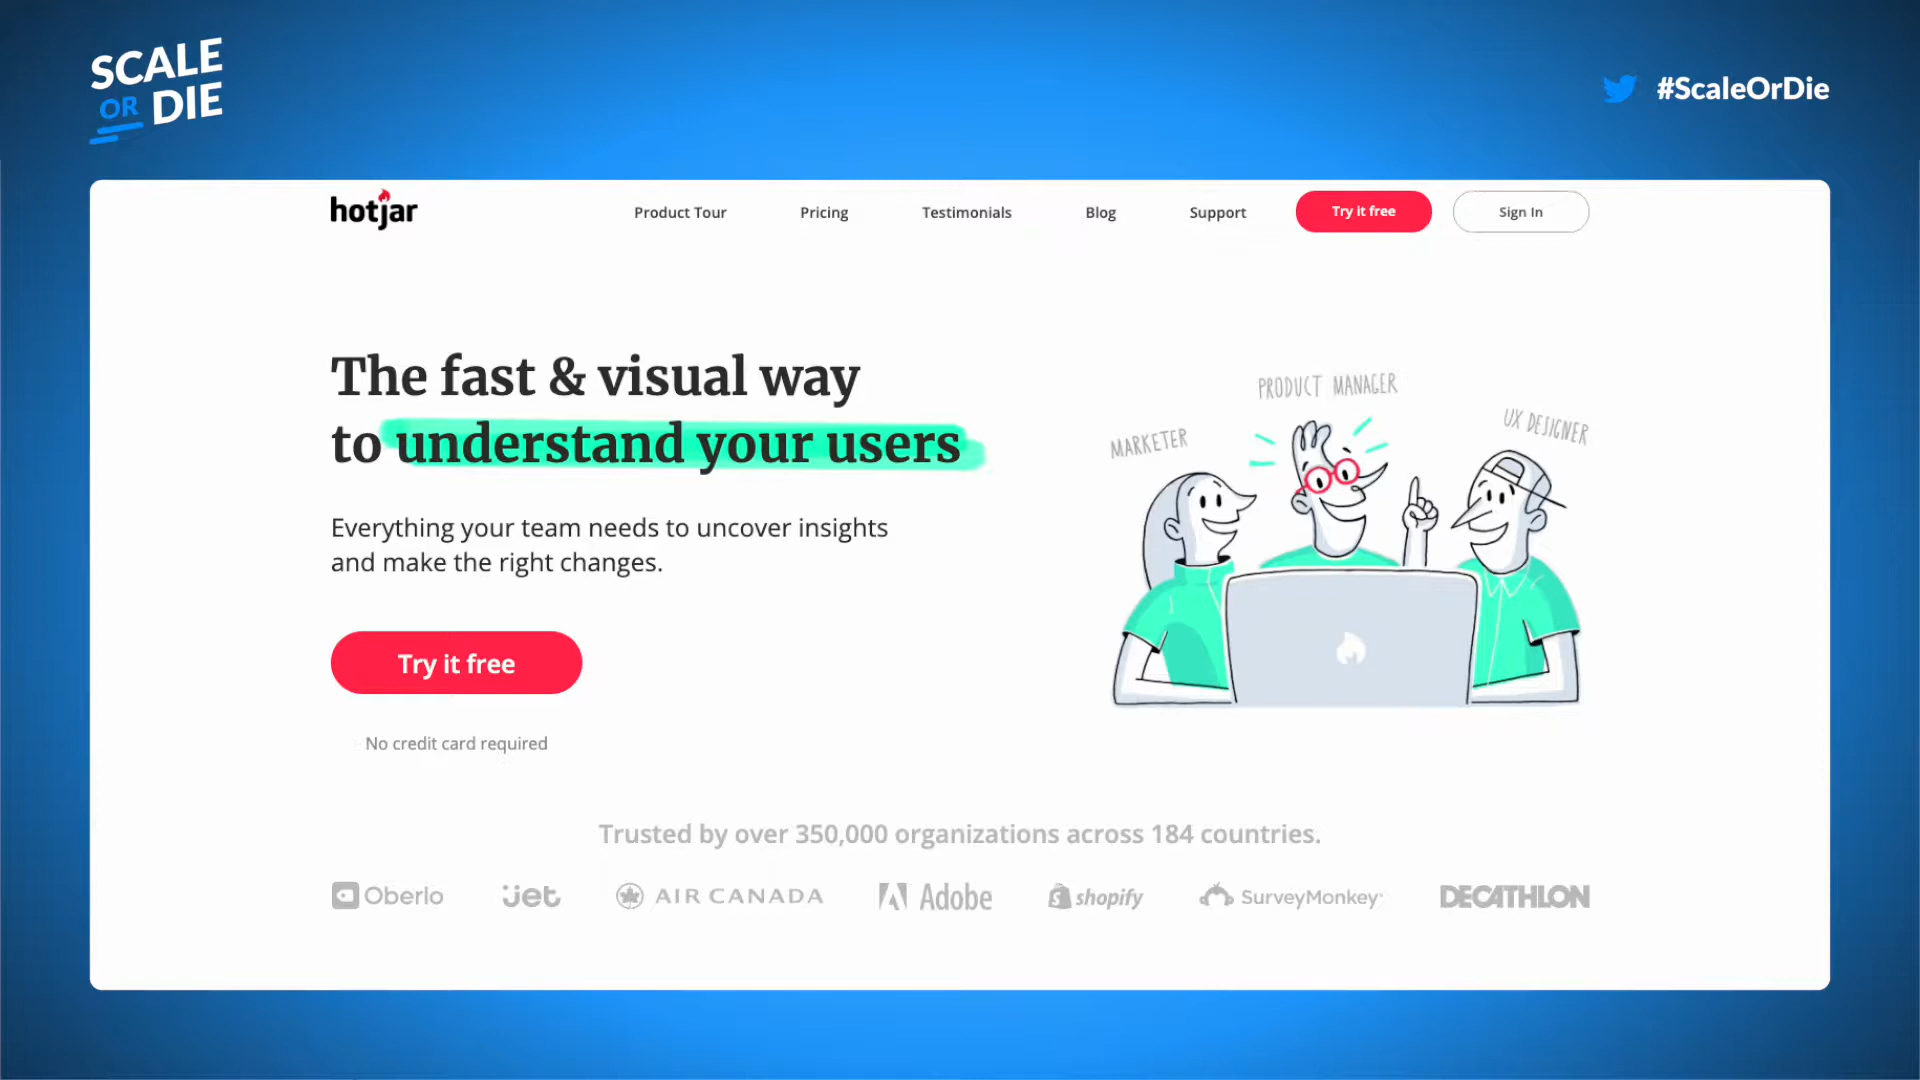 SCALE
OR DIE
#ScaleOrDie
hotjar
Product Tour
Pricing
Testimonials
Blog
Support
Try it free
Sign In
The fast & visual way
to understand your users
Everything your team needs to uncover insights
and make the right changes.
Try it free
No credit card required
MARKETER
PRODUCT MANAGER
UX DESIGNER
Trusted by over 350,000 organizations across 184 countries.
Oberlo
jet
AIR CANADA
Adobe
shopify
SurveyMonkey
DECATHLON